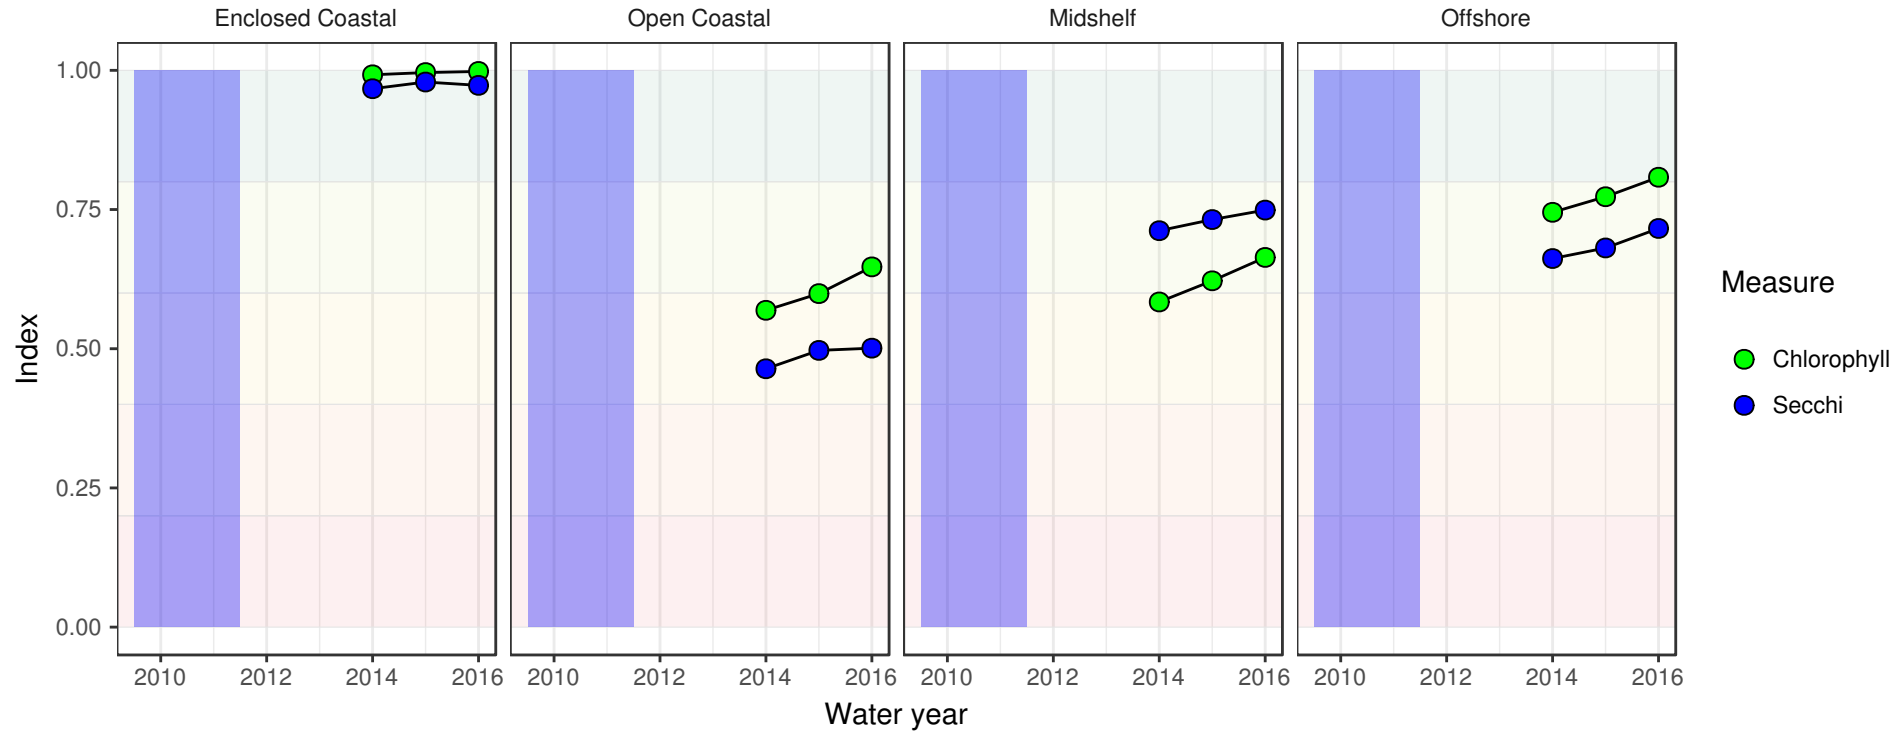 Enclosed Coastal Open Coastal Midshelf Offshore
1.00
0.75
0.50
0.25
0.00
Index
2010 2012 2014 2016 2010 2012 2014 2016 2010 2012 2014 2016 2010 2012 2014 2016
Water year
Measure
Chlorophyll
Secchi